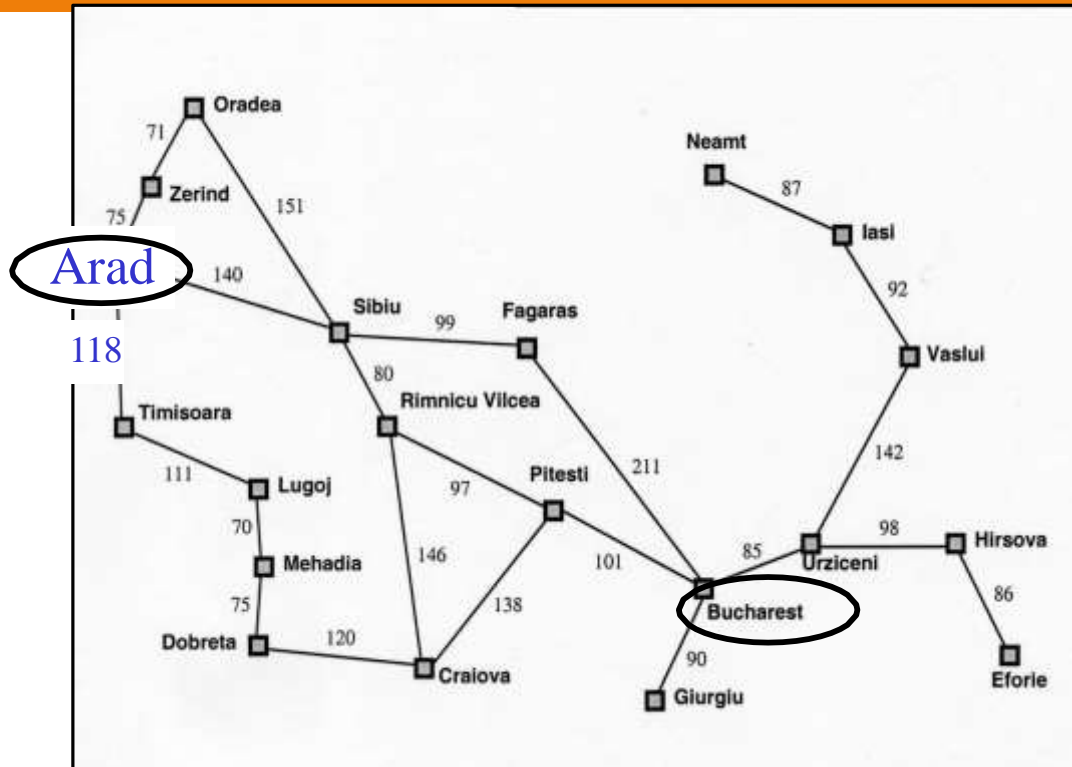 Oradea
71
Neamt
Zerind
87
151
75
Iasi
Arad
140
92
Sibiu
Fagaras
99
118
Vaslui
80
Rimnicu Vilcea
Timisoara
142
Pitesti
211
111
Lugoj
97
70
98
Hirsova
146
85
Mehadia
101
Urziceni
75
138
86
Bucharest
120
Dobreta
90
Craiova
Eforie
Giurgiu